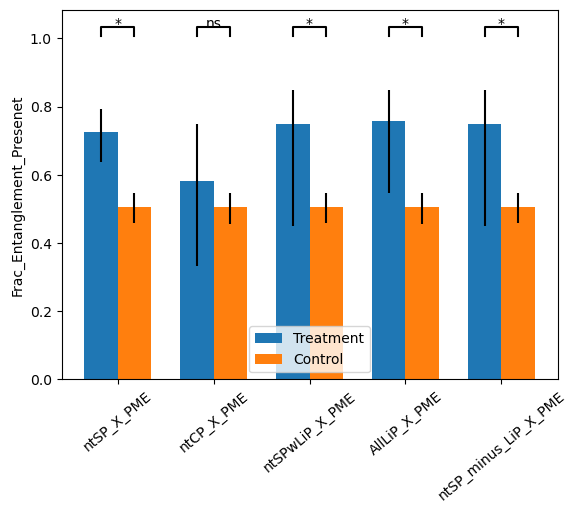 * ns * * *
1.0
0.8
0.6
0.4
0.2
0.0
Frac_Entanglement_Presenet
Treatment
Control
ntSP_X_PME
ntCP_X_PME
ntSPwLiP_X_PME
AllLiP_X_PME
ntSP_minus_LiP_X_PME